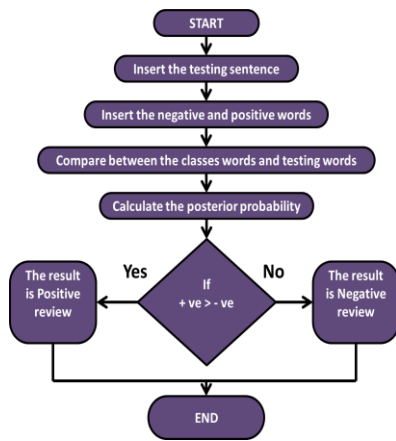 START
Insert the testing sentence
Insert the negative and positive words
Compare between the classes words and testing words
Calculate the posterior probability
If
+ ve > - ve
Yes
No
The result
is Positive
review
The result
is Negative
review
END